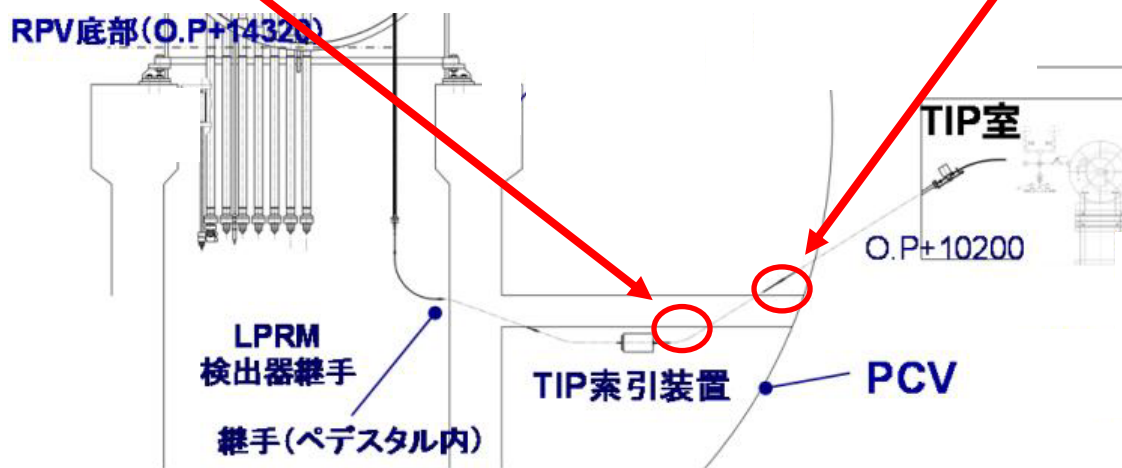 RPV底部(O.P+14320)
TIP室
O.P+10200
LPRM
検出器継手
TIP索引装置
PCV
継手(ペデスタル内)